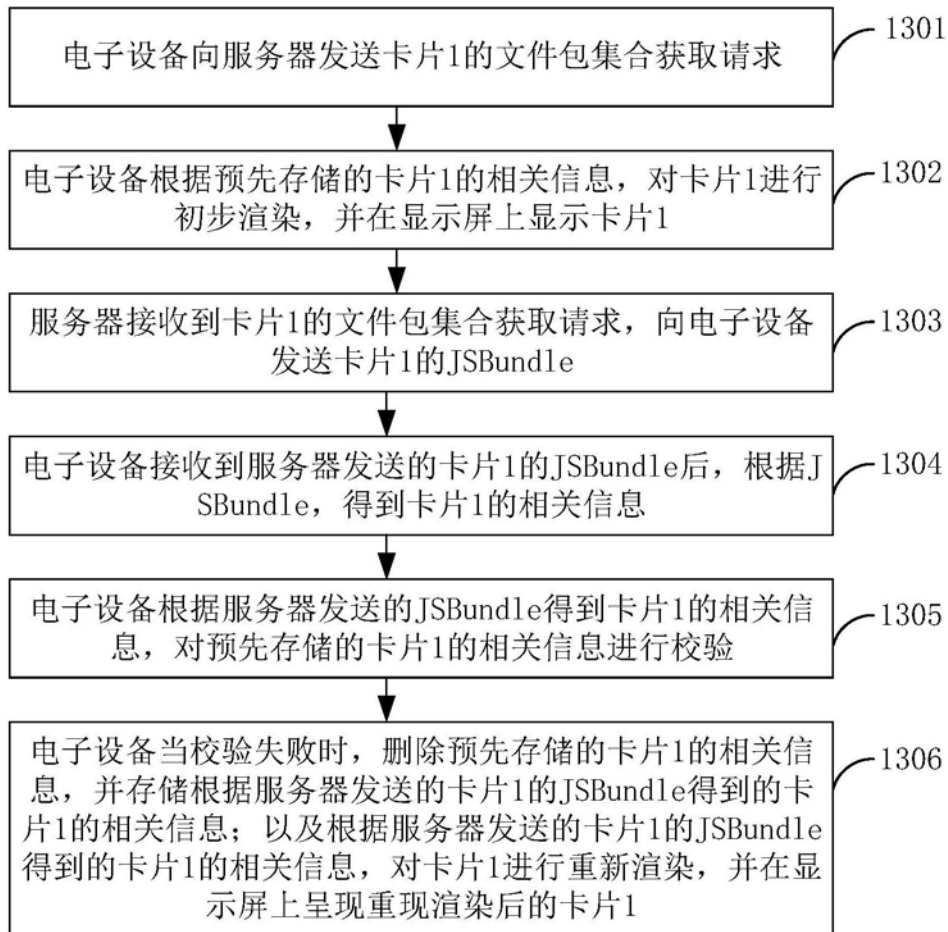 电子设备向服务器发送卡片1的文件包集合获取请求
1301
电子设备根据预先存储的卡片1的相关信息，对卡片1进行
初步渲染，并在显示屏上显示卡片1
1302
服务器接收到卡片1的文件包集合获取请求，向电子设备
发送卡片1的JSBundle
1303
电子设备接收到服务器发送的卡片1的JSBundle后，根据J
SBundle，得到卡片1的相关信息
1304
电子设备根据服务器发送的JSBundle得到卡片1的相关信
息，对预先存储的卡片1的相关信息进行校验
1305
电子设备当校验失败时，删除预先存储的卡片1的相关信
息，并存储根据服务器发送的卡片1的JSBundle得到的卡
片1的相关信息；以及根据服务器发送的卡片1的JSBundle
得到的卡片1的相关信息，对卡片1进行重新渲染，并在显
示屏上呈现重现渲染后的卡片1
1306